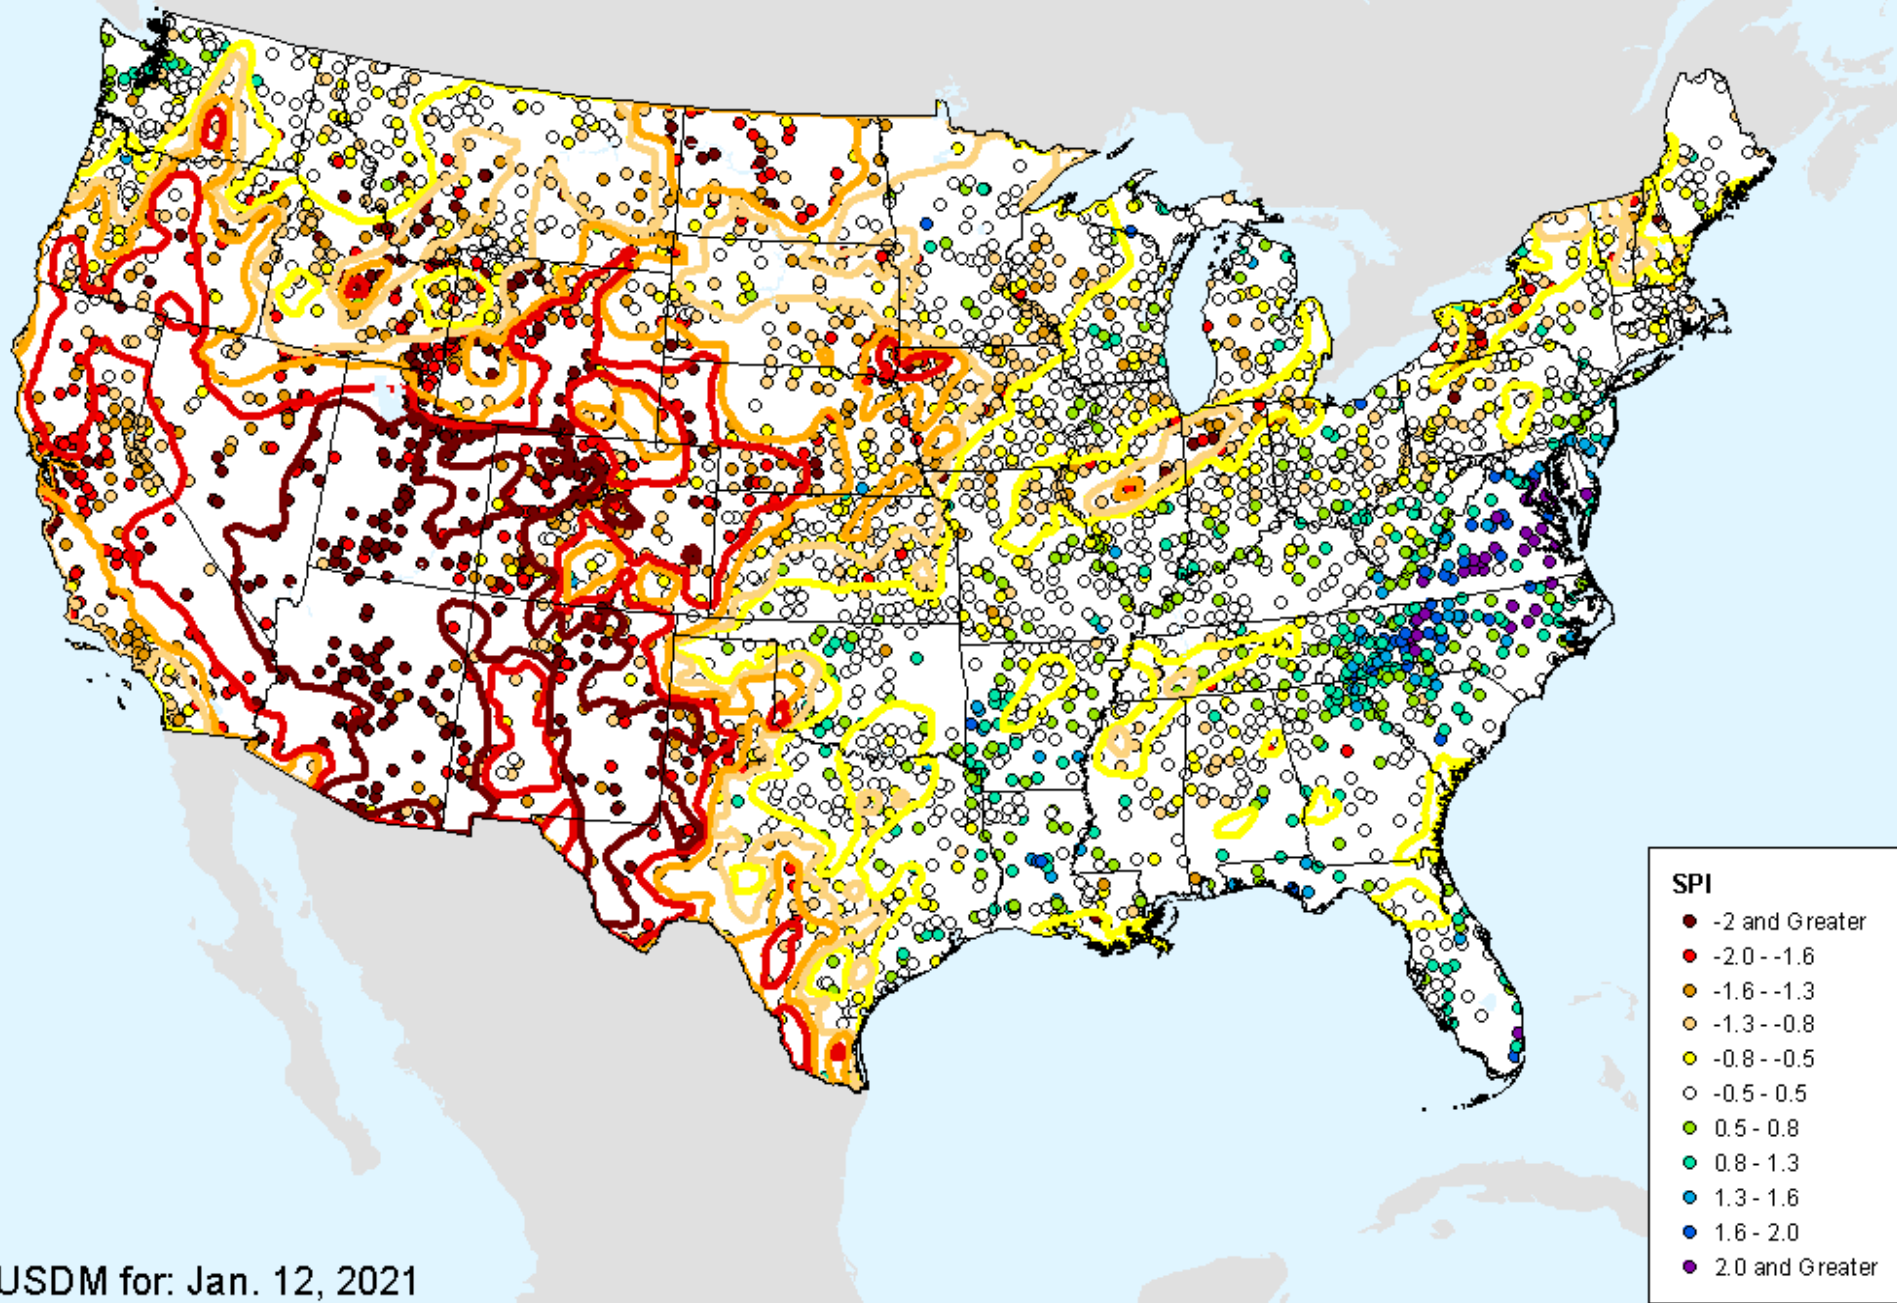 SPI
-2 and Greater
-2.0 - -1.6
-1.6 - -1.3
-1.3 - -0.8
-0.8 - -0.5
-0.5 - 0.5
0.5 - 0.8
0.8 - 1.3
1.3 - 1.6
1.6 - 2.0
2.0 and Greater
USDM for: Jan. 12, 2021